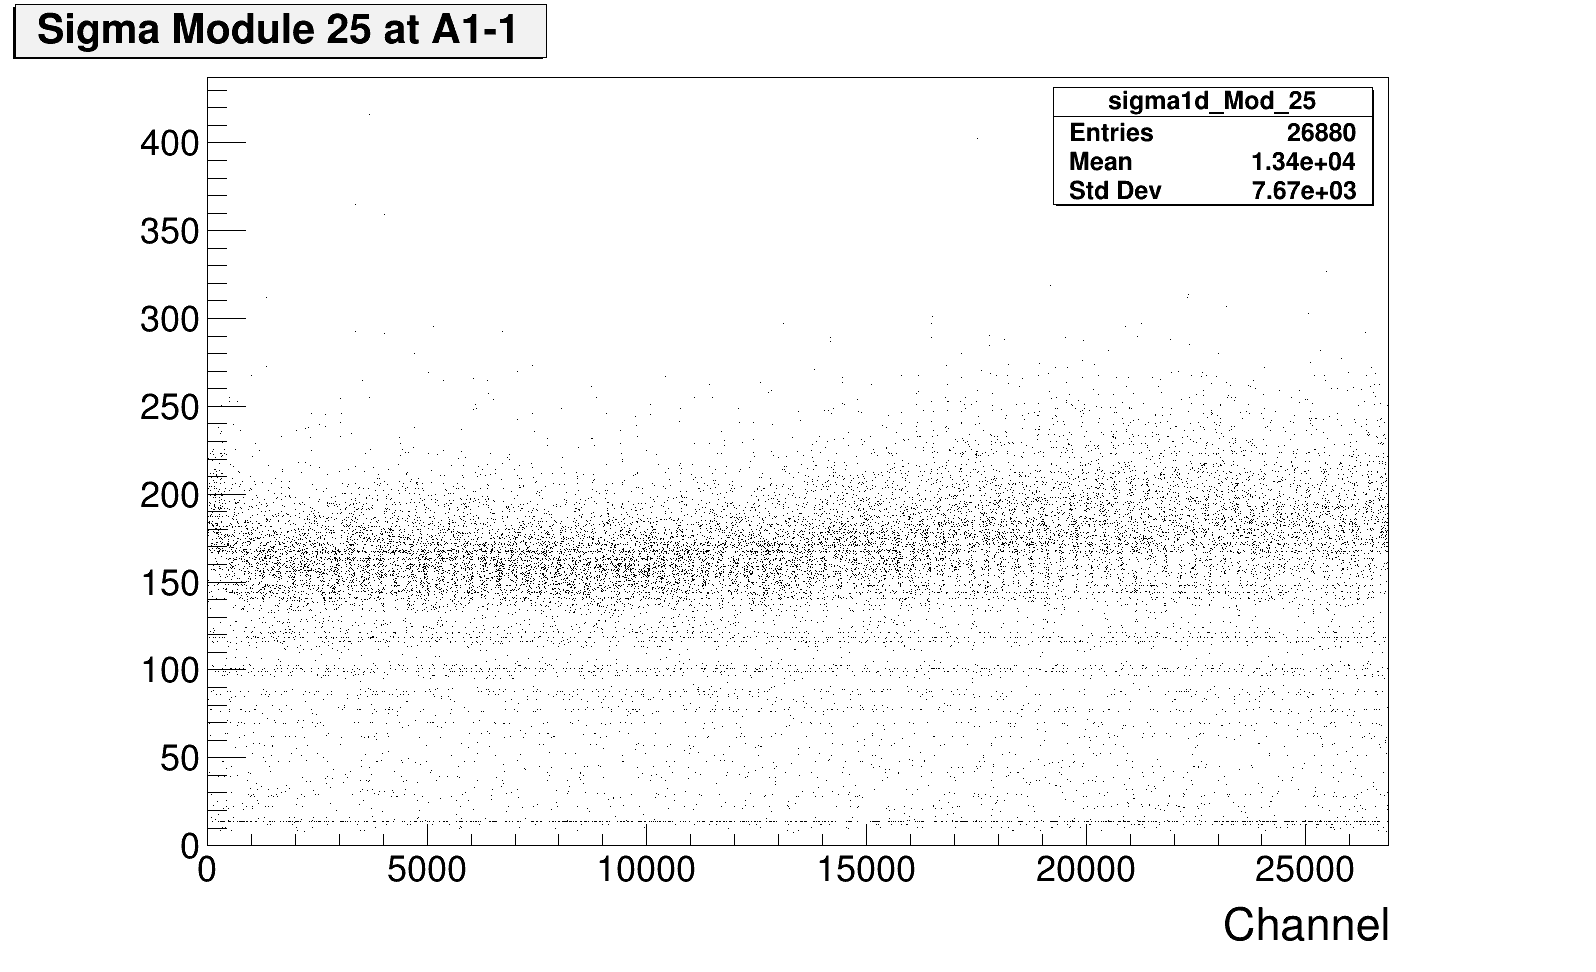 Sigma Module 25 at A1-1
sigma1d_Mod_25
Entries 26880
Mean 1.34e+04
Std Dev 7.67e+03
400
350
300
250
200
150
100
50
0
0 5000 10000 15000 20000 25000
Channel